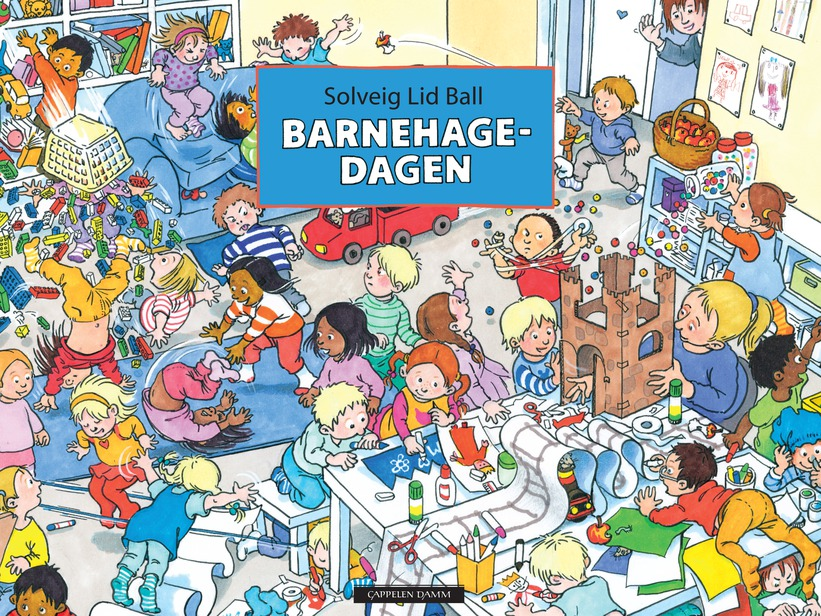 Solveig Lid Ball
BARNEHAGE-
DAGEN
CAPPELEN DAMM